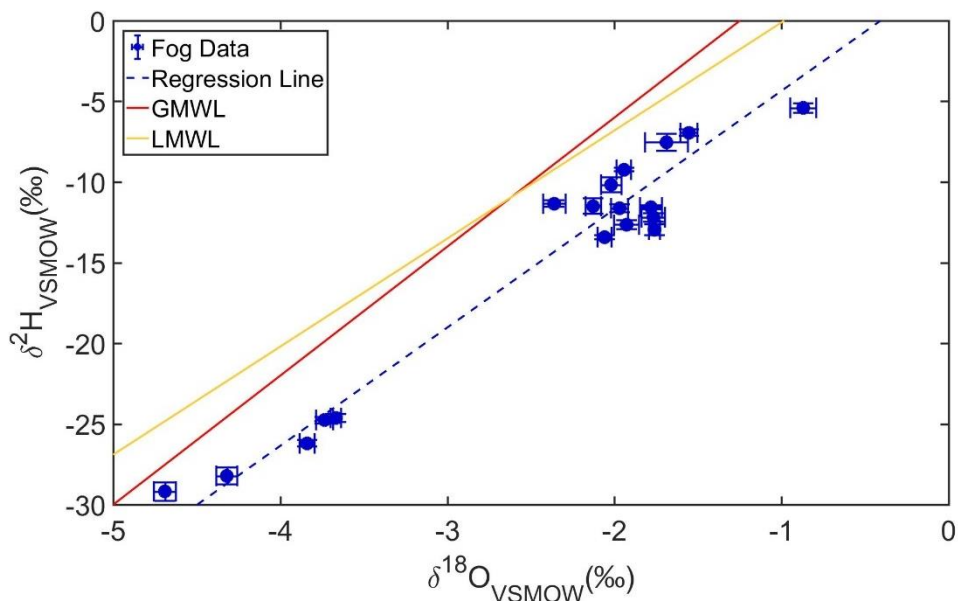 0
-5
-10
-15
-20
-25
-30
δ²H_VSMOW(‰)
Fog Data
Regression Line
GMWL
LMWL
-5 -4 -3 -2 -1 0
δ¹⁸O_VSMOW(‰)